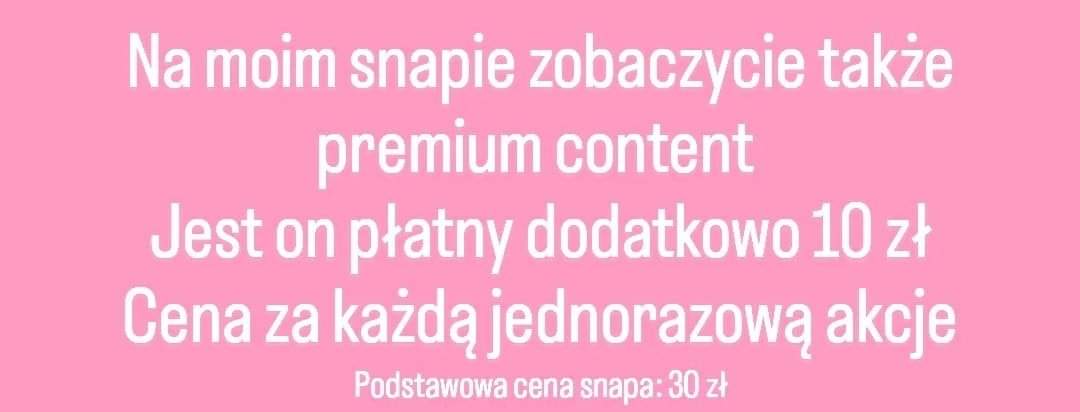 Na moim snapie zobaczycie także
premium content
Jest on płatny dodatkowo 10 zł
Cena za każdą jednorazową akcje
Podstawowa cena snapa: 30 zł